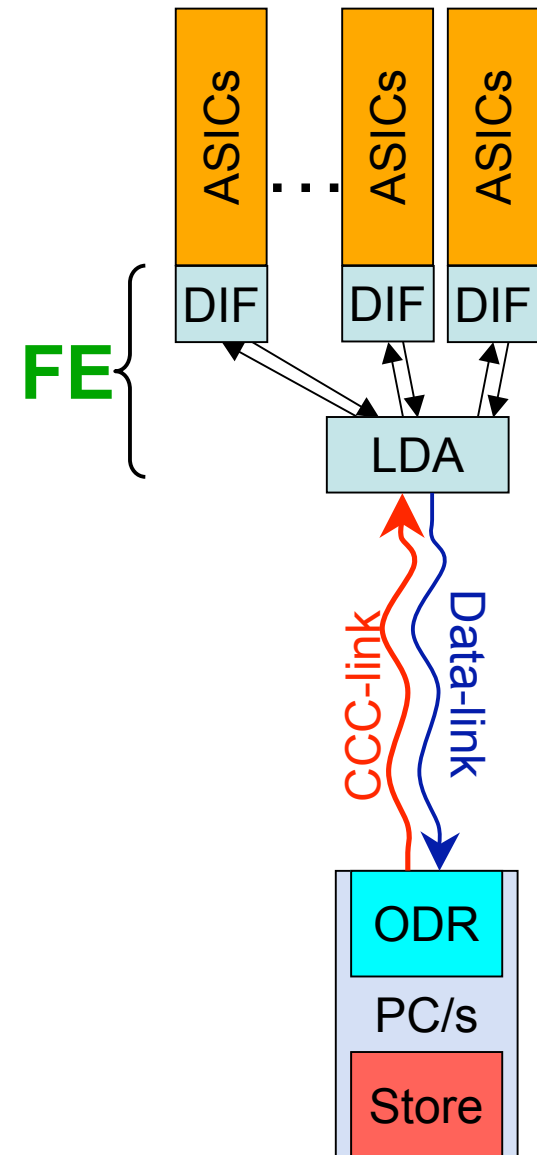 ASICs
...
ASICs
ASICs
DIF
DIF
DIF
FE
LDA
CCC-link
Data-link
ODR
PC/s
Store